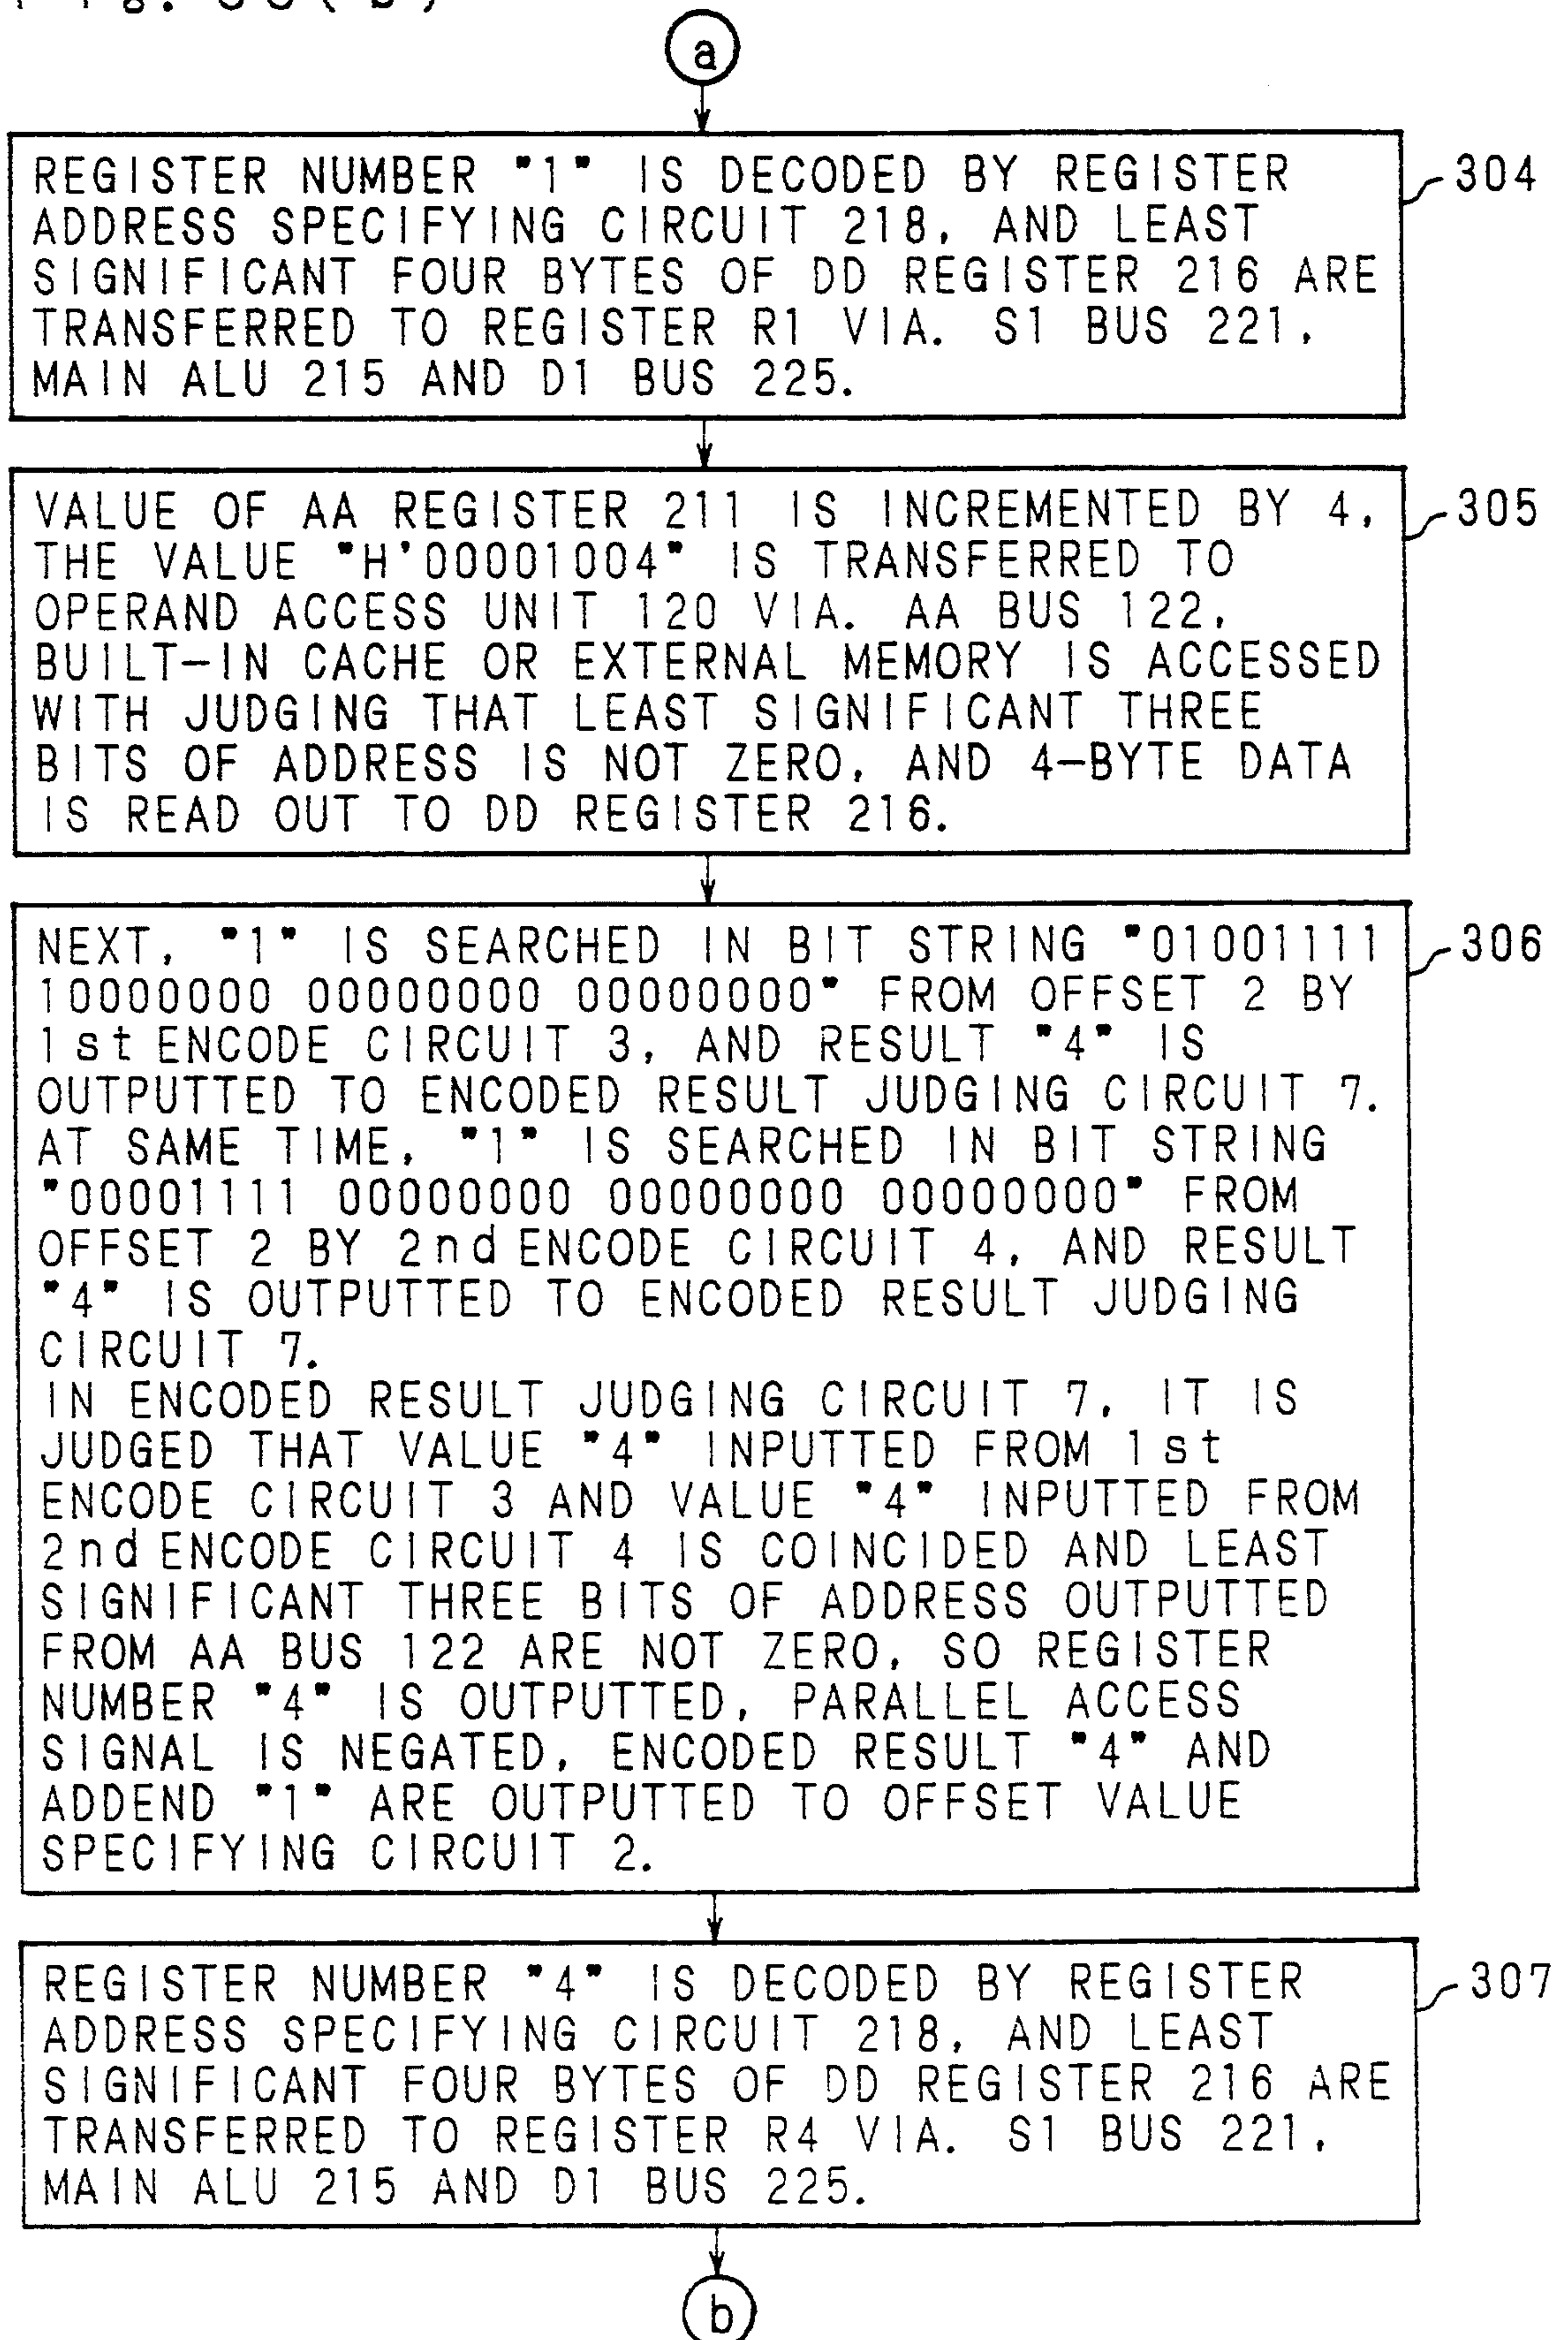 a
REGISTER NUMBER "1" IS DECODED BY REGISTER
ADDRESS SPECIFYING CIRCUIT 218, AND LEAST
SIGNIFICANT FOUR BYTES OF DD REGISTER 216 ARE
TRANSFERRED TO REGISTER R1 VIA. S1 BUS 221,
MAIN ALU 215 AND D1 BUS 225.
304
VALUE OF AA REGISTER 211 IS INCREMENTED BY 4,
THE VALUE "H'00001004" IS TRANSFERRED TO
OPERAND ACCESS UNIT 120 VIA. AA BUS 122,
BUILT-IN CACHE OR EXTERNAL MEMORY IS ACCESSED
WITH JUDGING THAT LEAST SIGNIFICANT THREE
BITS OF ADDRESS IS NOT ZERO, AND 4-BYTE DATA
IS READ OUT TO DD REGISTER 216.
305
NEXT, "1" IS SEARCHED IN BIT STRING "01001111
10000000 00000000 00000000" FROM OFFSET 2 BY
1st ENCODE CIRCUIT 3, AND RESULT "4" IS
OUTPUTTED TO ENCODED RESULT JUDGING CIRCUIT 7.
AT SAME TIME, "1" IS SEARCHED IN BIT STRING
"00001111 00000000 00000000 00000000" FROM
OFFSET 2 BY 2nd ENCODE CIRCUIT 4, AND RESULT
"4" IS OUTPUTTED TO ENCODED RESULT JUDGING
CIRCUIT 7.
IN ENCODED RESULT JUDGING CIRCUIT 7, IT IS
JUDGED THAT VALUE "4" INPUTTED FROM 1st
ENCODE CIRCUIT 3 AND VALUE "4" INPUTTED FROM
2nd ENCODE CIRCUIT 4 IS COINCIDED AND LEAST
SIGNIFICANT THREE BITS OF ADDRESS OUTPUTTED
FROM AA BUS 122 ARE NOT ZERO, SO REGISTER
NUMBER "4" IS OUTPUTTED, PARALLEL ACCESS
SIGNAL IS NEGATED, ENCODED RESULT "4" AND
ADDEND "1" ARE OUTPUTTED TO OFFSET VALUE
SPECIFYING CIRCUIT 2.
306
REGISTER NUMBER "4" IS DECODED BY REGISTER
ADDRESS SPECIFYING CIRCUIT 218, AND LEAST
SIGNIFICANT FOUR BYTES OF DD REGISTER 216 ARE
TRANSFERRED TO REGISTER R4 VIA. S1 BUS 221,
MAIN ALU 215 AND D1 BUS 225.
307
b